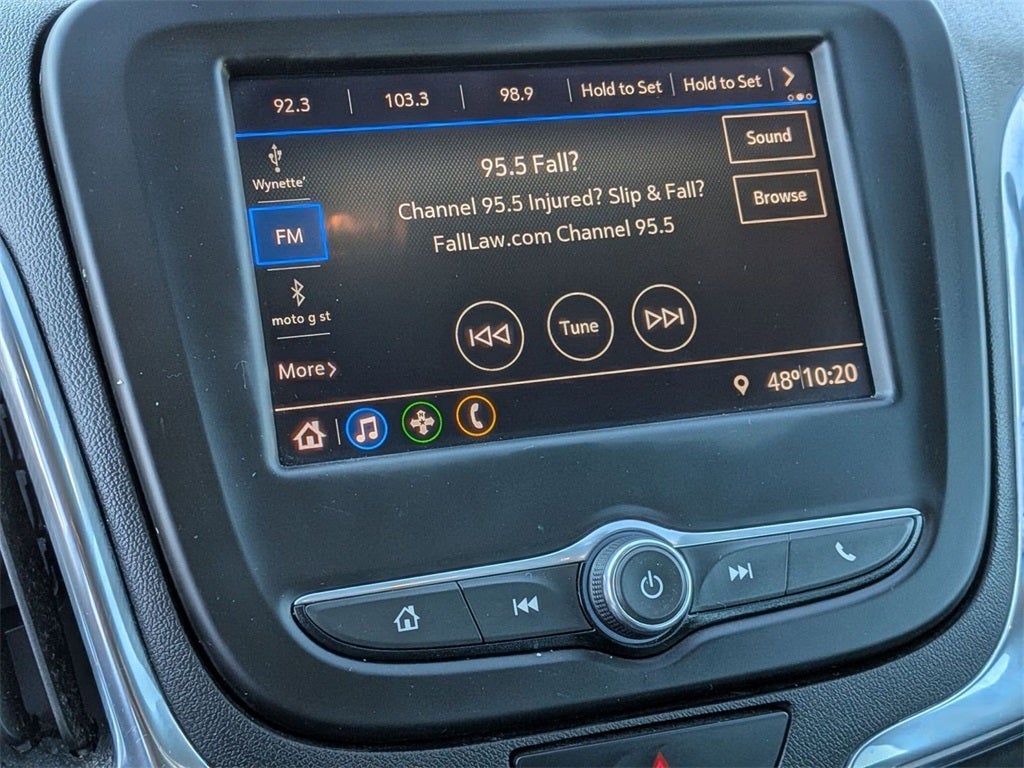 92.3 103.3 98.9 Hold to Set Hold to Set
Sound
Browse
Wynette'
FM
moto g st
More
95.5 Fall?
Channel 95.5 Injured? Slip & Fall?
FallLaw.com Channel 95.5
Tune
48° 10:20